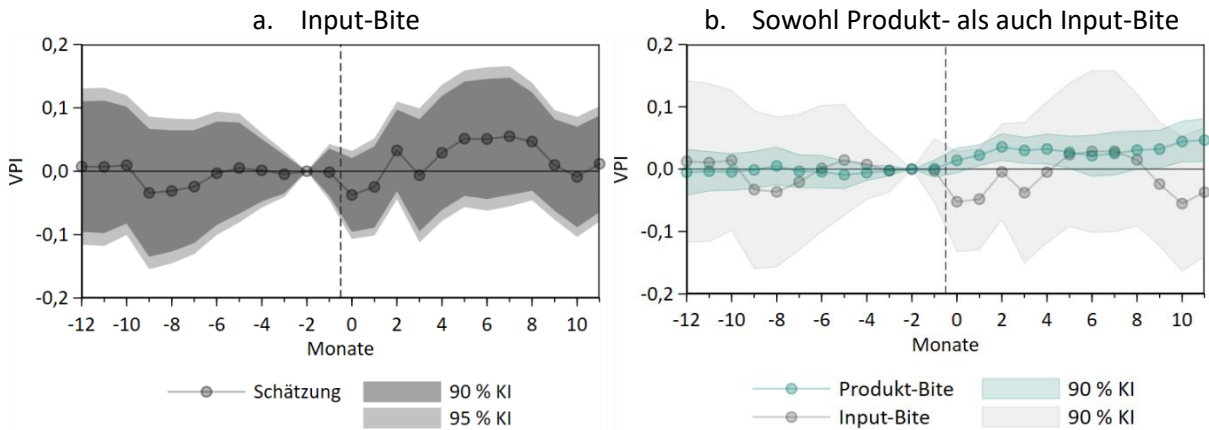 a. Input-Bite
0,2
0,1
0,0
-0,1
-0,2
VPI
-12 -10 -8 -6 -4 -2 0 2 4 6 8 10
Monate
Schätzung
90 % KI
95 % KI
b. Sowohl Produkt- als auch Input-Bite
0,2
0,1
0,0
-0,1
-0,2
VPI
-12 -10 -8 -6 -4 -2 0 2 4 6 8 10
Monate
Produkt-Bite
90 % KI
Input-Bite
90 % KI